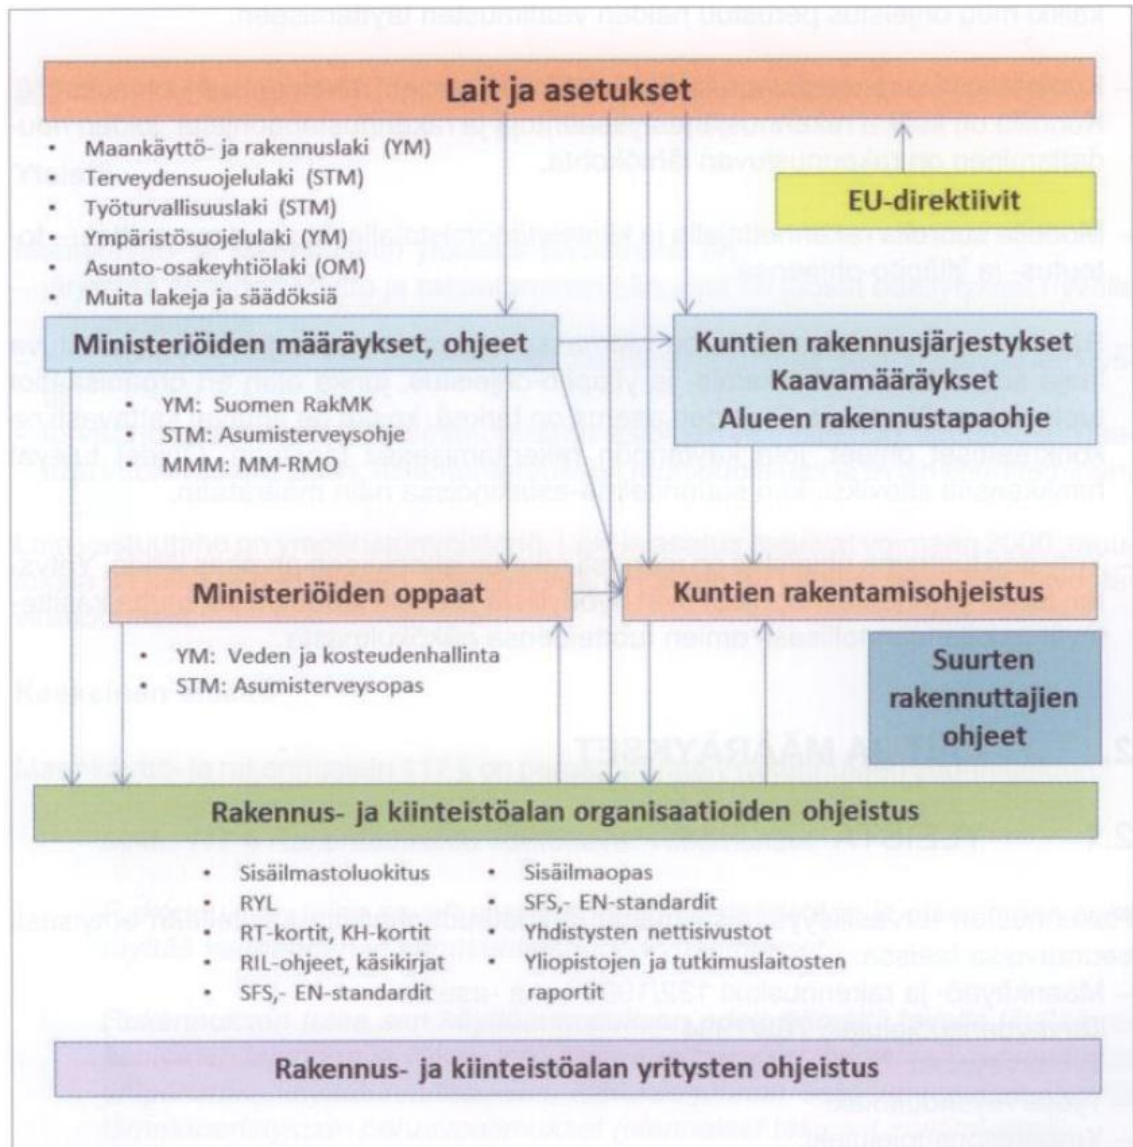 Lait ja asetukset
• Maankäyttö- ja rakennuslaki (YM)
• Terveydensuojelulaki (STM)
• Työturvallisuuslaki (STM)
• Ympäristösuojelulaki (YM)
• Asunto-osakeyhtiölaki (OM)
• Muita lakeja ja säädöksiä
EU-direktiivit
Ministeriöiden määräykset, ohjeet
• YM: Suomen RakMK
• STM: Asumisterveysohje
• MMM: MM-RMO
Kuntien rakennusjärjestykset
Kaavamääräykset
Alueen rakennustapaohje
Ministeriöiden oppaat
• YM: Veden ja kosteudenhallinta
• STM: Asumisterveysopas
Kuntien rakentamisohjeistus
Suurten
rakennuttajien
ohjeet
Rakennus- ja kiinteistöalan organisaatioiden ohjeistus
• Sisäilmastoluokitus
• RYL
• RT-kortit, KH-kortit
• RIL-ohjeet, käsikirjat
• SFS,- EN-standardit
• Sisäilmaopas
• SFS,- EN-standardit
• Yhdistysten nettisivustot
• Yliopistojen ja tutkimuslaitosten
raportit
Rakennus- ja kiinteistöalan yritysten ohjeistus